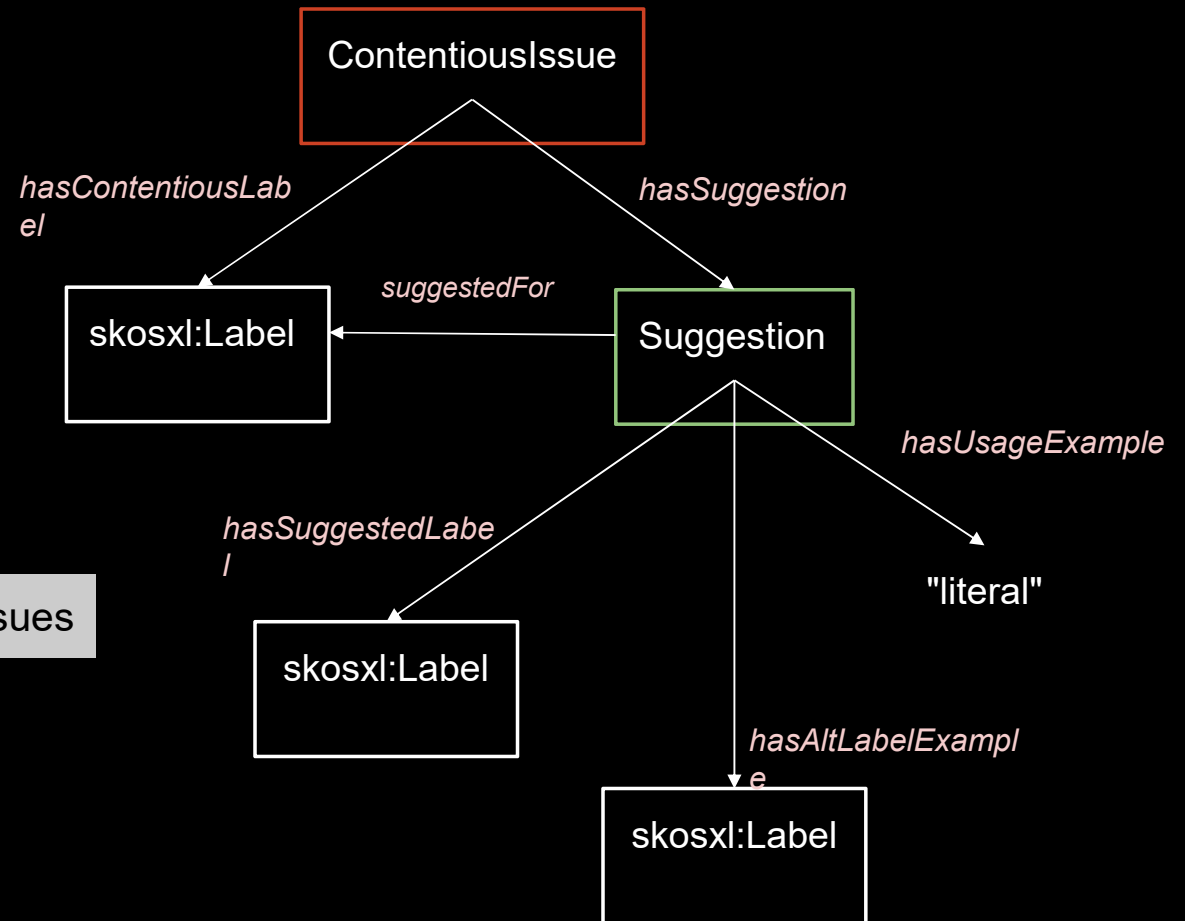 ContentiousIssue
hasContentiousLab
el
hasSuggestion
suggestedFor
skosxl:Label
Suggestion
hasUsageExample
hasSuggestedLabe
l
"literal"
sues
skosxl:Label
hasAltLabelExampl
e
skosxl:Label